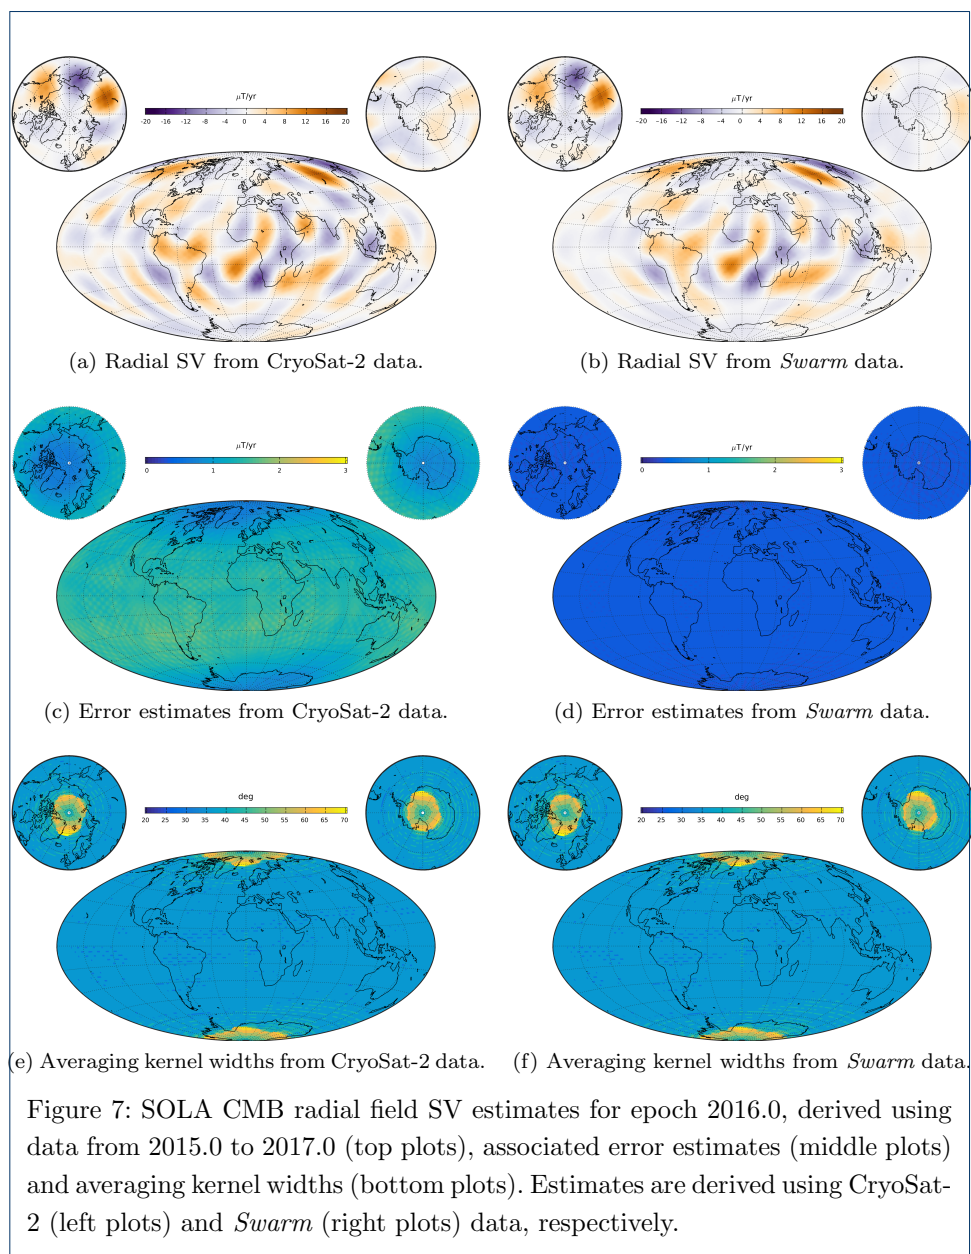 μT/yr
-20 -16 -12 -8 -4 0 4 8 12 16 20
μT/yr
-20 -16 -12 -8 -4 0 4 8 12 16 20
(a) Radial SV from CryoSat-2 data.
(b) Radial SV from Swarm data.
μT/yr
0 1 2 3
μT/yr
0 1 2 3
(c) Error estimates from CryoSat-2 data.
(d) Error estimates from Swarm data.
deg
20 25 30 35 40 45 50 55 60 65 70
deg
20 25 30 35 40 45 50 55 60 65 70
(e) Averaging kernel widths from CryoSat-2 data.
(f) Averaging kernel widths from Swarm data.
Figure 7: SOLA CMB radial field SV estimates for epoch 2016.0, derived using
data from 2015.0 to 2017.0 (top plots), associated error estimates (middle plots)
and averaging kernel widths (bottom plots). Estimates are derived using CryoSat-
2 (left plots) and Swarm (right plots) data, respectively.